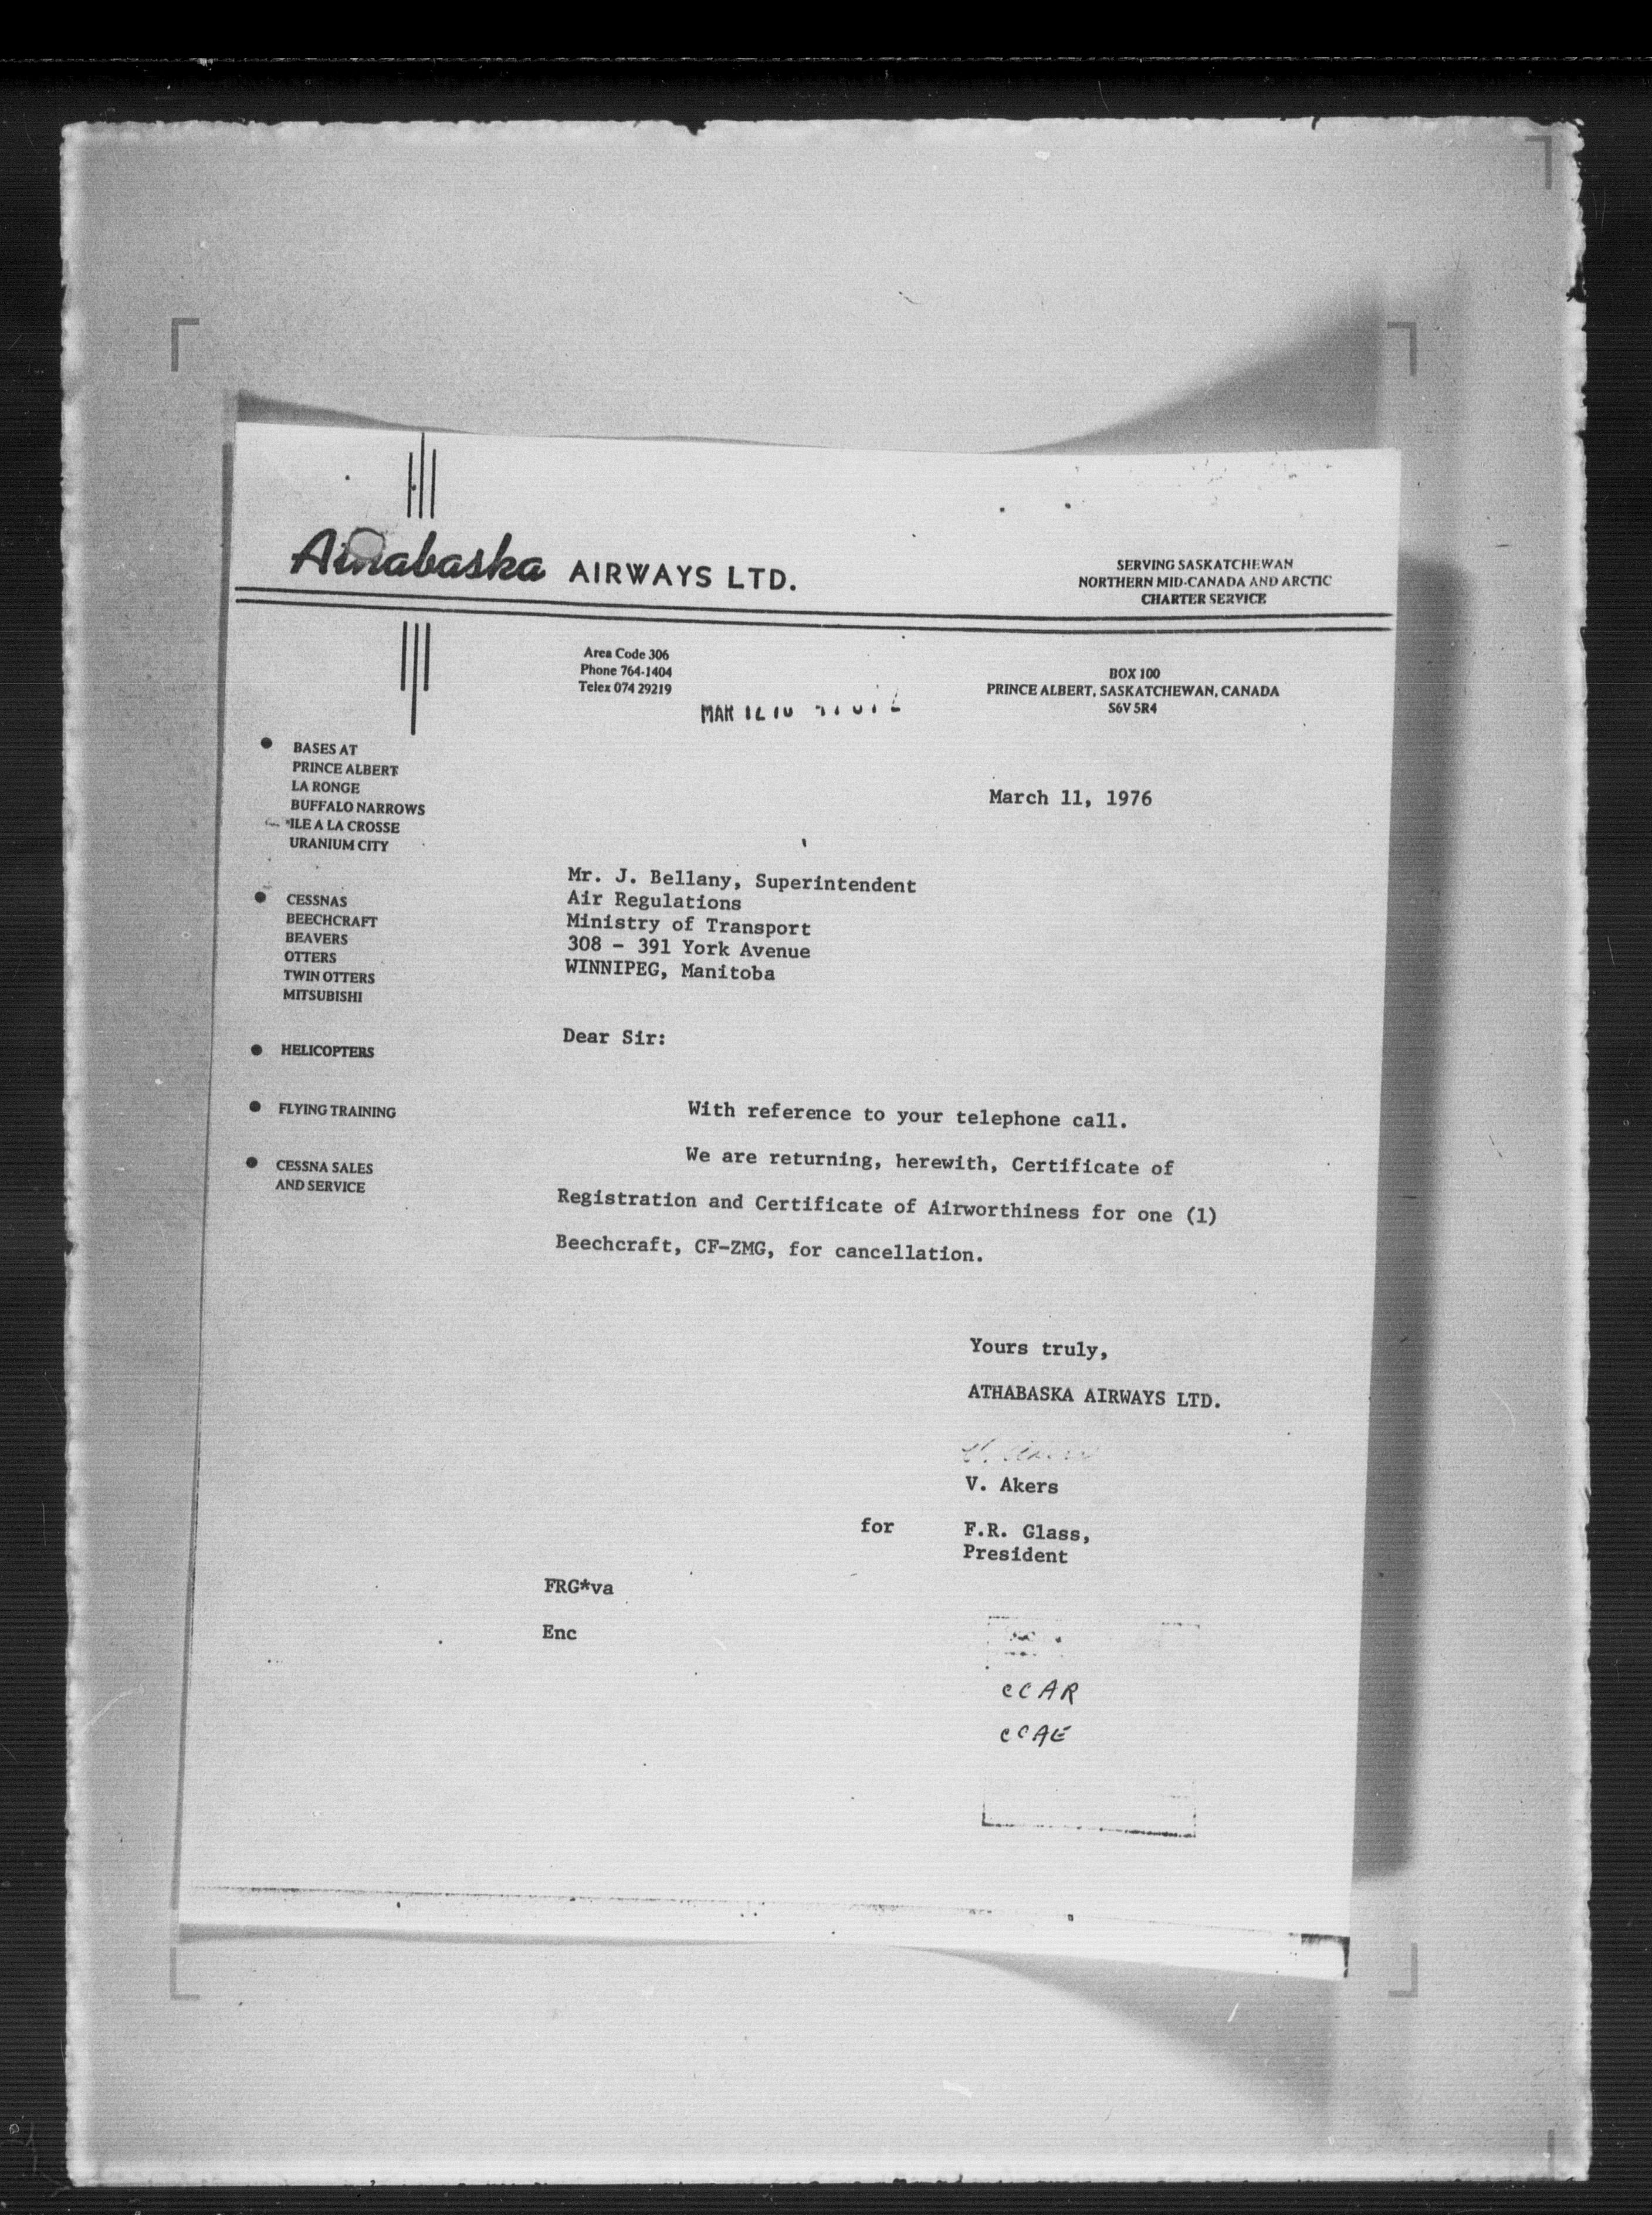 Athabaska AIRWAYS LTD.
SERVING SASKATCHEWAN
NORTHERN MID-CANADA AND ARCTIC
CHARTER SERVICE
Area Code 306
Phone 764-1404
Telex 074 29219
BOX 100
PRINCE ALBERT, SASKATCHEWAN, CANADA
S6V 5R4
MAR
BASES AT
PRINCE ALBERT
LA RONGE
BUFFALO NARROWS
ILE A LA CROSSE
URANIUM CITY
CESSNAS
BEECHCRAFT
BEAVERS
OTTERS
TWIN OTTERS
MITSUBISHI
HELICOPTERS
FLYING TRAINING
CESSNA SALES
AND SERVICE
March 11, 1976
Mr. J. Bellany, Superintendent
Air Regulations
Ministry of Transport
308 - 391 York Avenue
WINNIPEG, Manitoba
Dear Sir:
With reference to your telephone call.
We are returning, herewith, Certificate of
Registration and Certificate of Airworthiness for one (1)
Beechcraft, CF-ZMG, for cancellation.
Yours truly,
ATHABASKA AIRWAYS LTD.
V. Akers
for F.R. Glass,
President
FRG*va
Enc
CCAR
CCAE